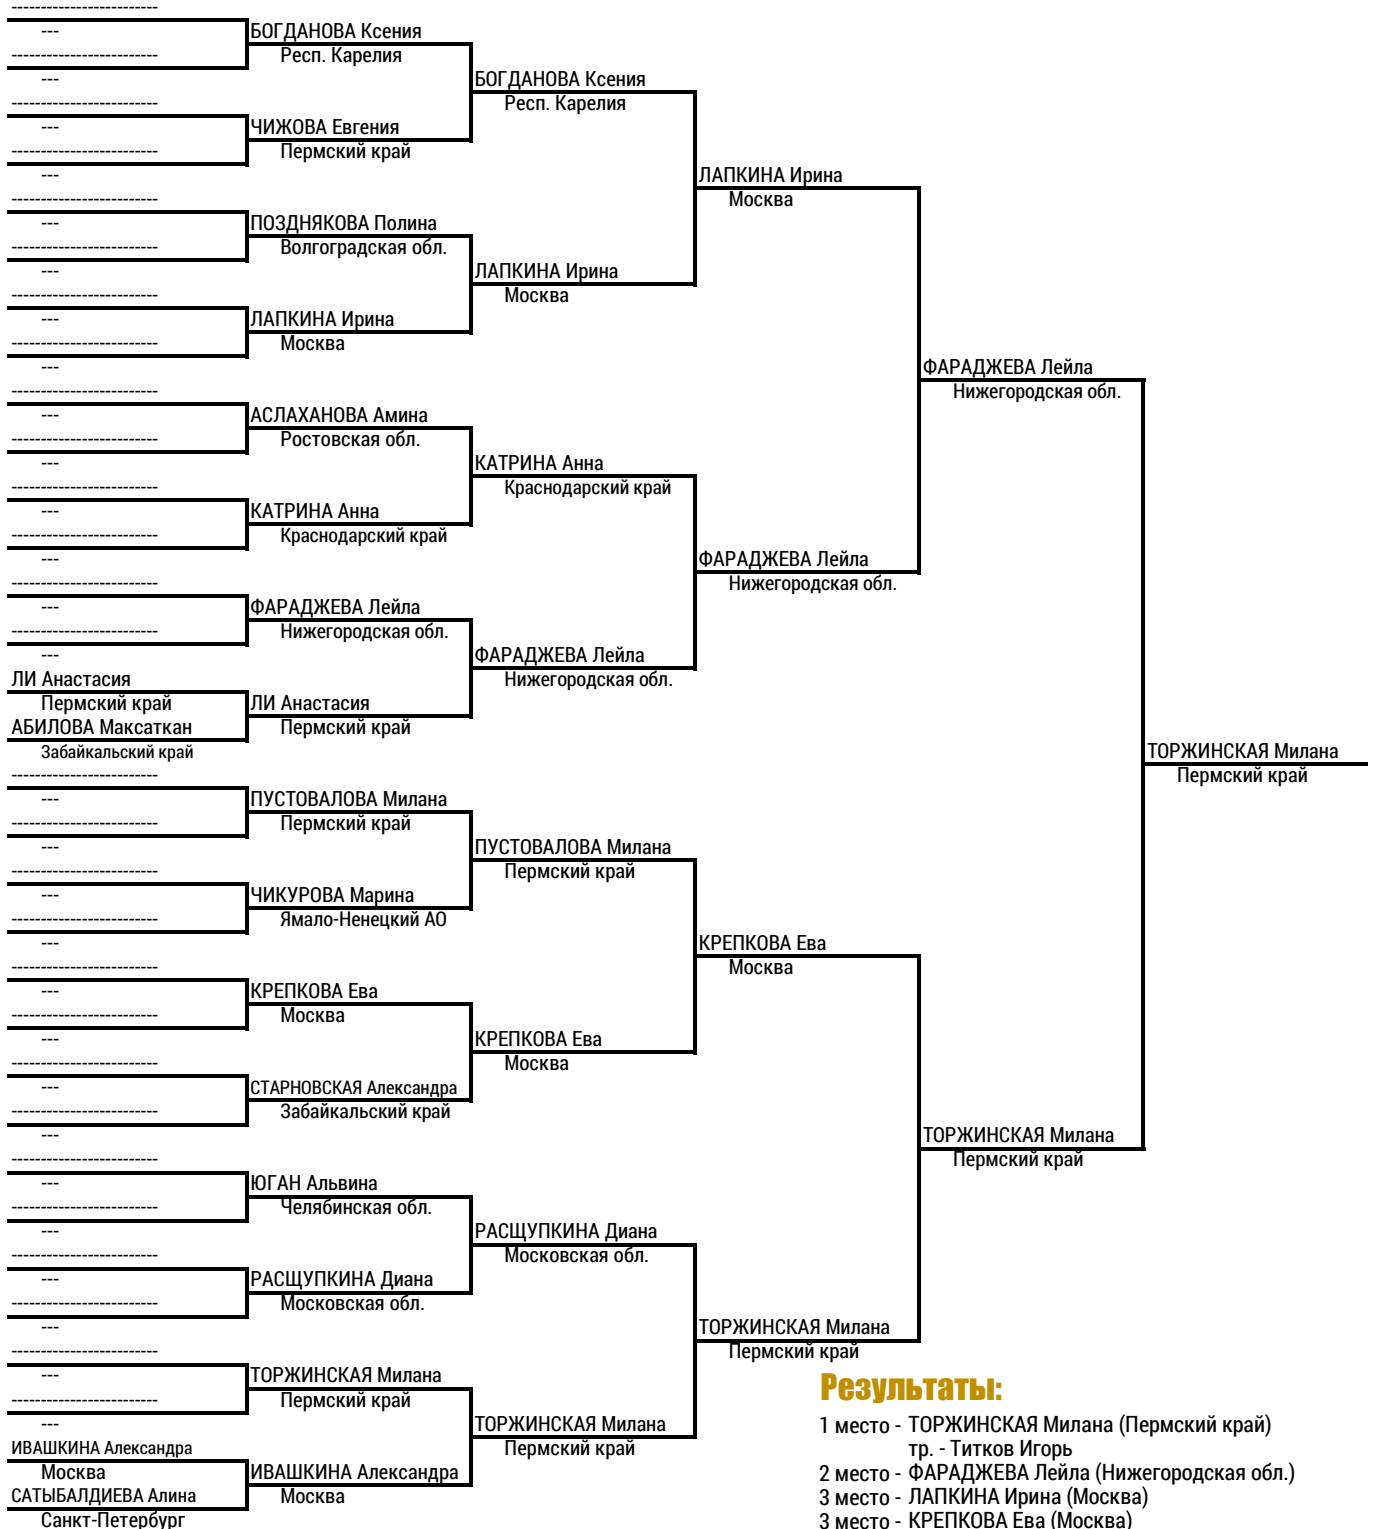 --------------------------
---
--------------------------
---
--------------------------
---
--------------------------
---
--------------------------
---
--------------------------
---
--------------------------
---
--------------------------
---
--------------------------
---
--------------------------
---
--------------------------
---
--------------------------
---
--------------------------
---
--------------------------
---
ЛИ Анастасия
Пермский край
АБИЛОВА Максаткан
Забайкальский край
--------------------------
---
--------------------------
---
--------------------------
---
--------------------------
---
--------------------------
---
--------------------------
---
--------------------------
---
--------------------------
---
--------------------------
---
--------------------------
---
--------------------------
---
--------------------------
---
--------------------------
---
--------------------------
---
ИВАШКИНА Александра
Москва
САТЫБАЛДИЕВА Алина
Санкт-Петербург
БОГДАНОВА Ксения
Респ. Карелия
ЧИЖОВА Евгения
Пермский край
ПОЗДНЯКОВА Полина
Волгоградская обл.
ЛАПКИНА Ирина
Москва
АСЛАХАНОВА Амина
Ростовская обл.
КАТРИНА Анна
Краснодарский край
ФАРАДЖЕВА Лейла
Нижегородская обл.
ЛИ Анастасия
Пермский край
ПУСТОВАЛОВА Милана
Пермский край
ЧИКУРОВА Марина
Ямало-Ненецкий АО
КРЕПКОВА Ева
Москва
СТАРНОВСКАЯ Александра
Забайкальский край
ЮГАН Альвина
Челябинская обл.
РАСЩУПКИНА Диана
Московская обл.
ТОРЖИНСКАЯ Милана
Пермский край
ИВАШКИНА Александра
Москва
БОГДАНОВА Ксения
Респ. Карелия
ЛАПКИНА Ирина
Москва
КАТРИНА Анна
Краснодарский край
ФАРАДЖЕВА Лейла
Нижегородская обл.
ПУСТОВАЛОВА Милана
Пермский край
КРЕПКОВА Ева
Москва
РАСЩУПКИНА Диана
Московская обл.
ТОРЖИНСКАЯ Милана
Пермский край
ЛАПКИНА Ирина
Москва
ФАРАДЖЕВА Лейла
Нижегородская обл.
КРЕПКОВА Ева
Москва
ТОРЖИНСКАЯ Милана
Пермский край
ФАРАДЖЕВА Лейла
Нижегородская обл.
ТОРЖИНСКАЯ Милана
Пермский край
ТОРЖИНСКАЯ Милана
Пермский край
Результаты:
1 место - ТОРЖИНСКАЯ Милана (Пермский край)
тр. - Титков Игорь
2 место - ФАРАДЖЕВА Лейла (Нижегородская обл.)
3 место - ЛАПКИНА Ирина (Москва)
3 место - КРЕПКОВА Ева (Москва)